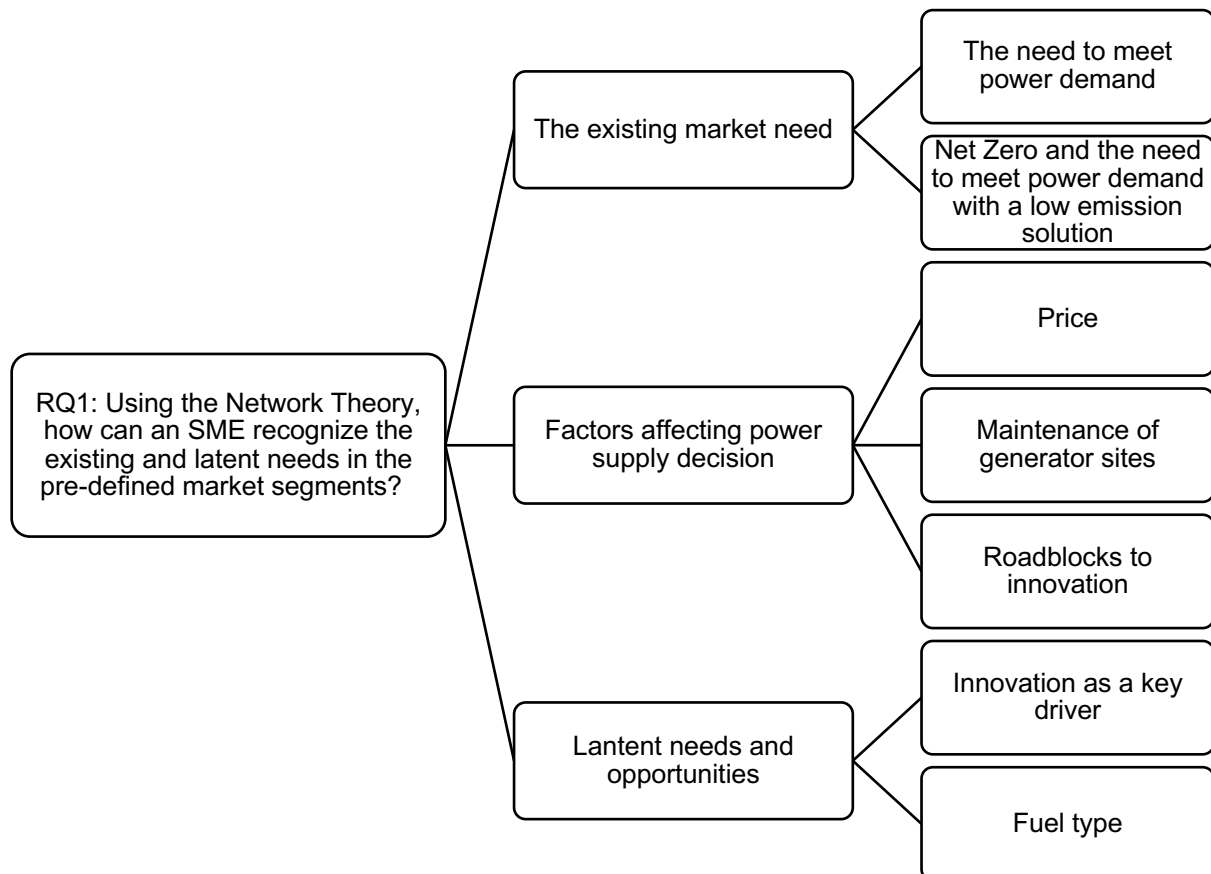 RQ1: Using the Network Theory,
how can an SME recognize the
existing and latent needs in the
pre-defined market segments?
The existing market need
The need to meet
power demand
Net Zero and the need
to meet power demand
with a low emission
solution
Factors affecting power
supply decision
Price
Maintenance of
generator sites
Roadblocks to
innovation
Lantent needs and
opportunities
Innovation as a key
driver
Fuel type